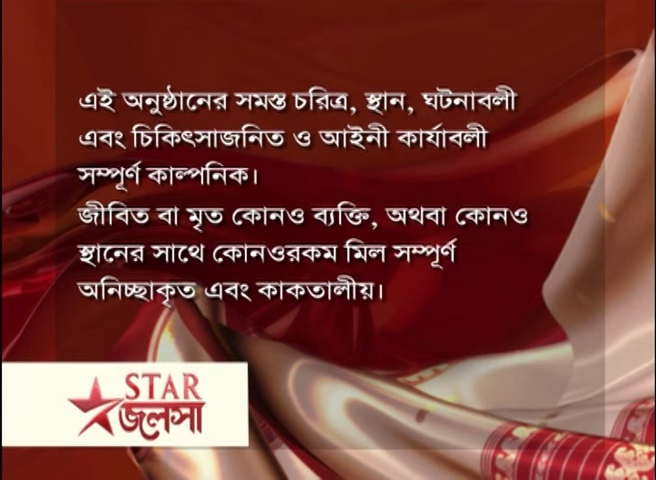 এই অনুষ্ঠানের সমস্ত চরিত্র, স্থান, ঘটনাবলী
এবং চিকিৎসাজনিত ও আইনী কার্যাবলী
সম্পূর্ণ কাল্পনিক।
জীবিত বা মৃত কোনও ব্যক্তি, অথবা কোনও
স্থানের সাথে কোনওরকম মিল সম্পূর্ণ
অনিচ্ছাকৃত এবং কাকতালীয়।
STAR
জলসা